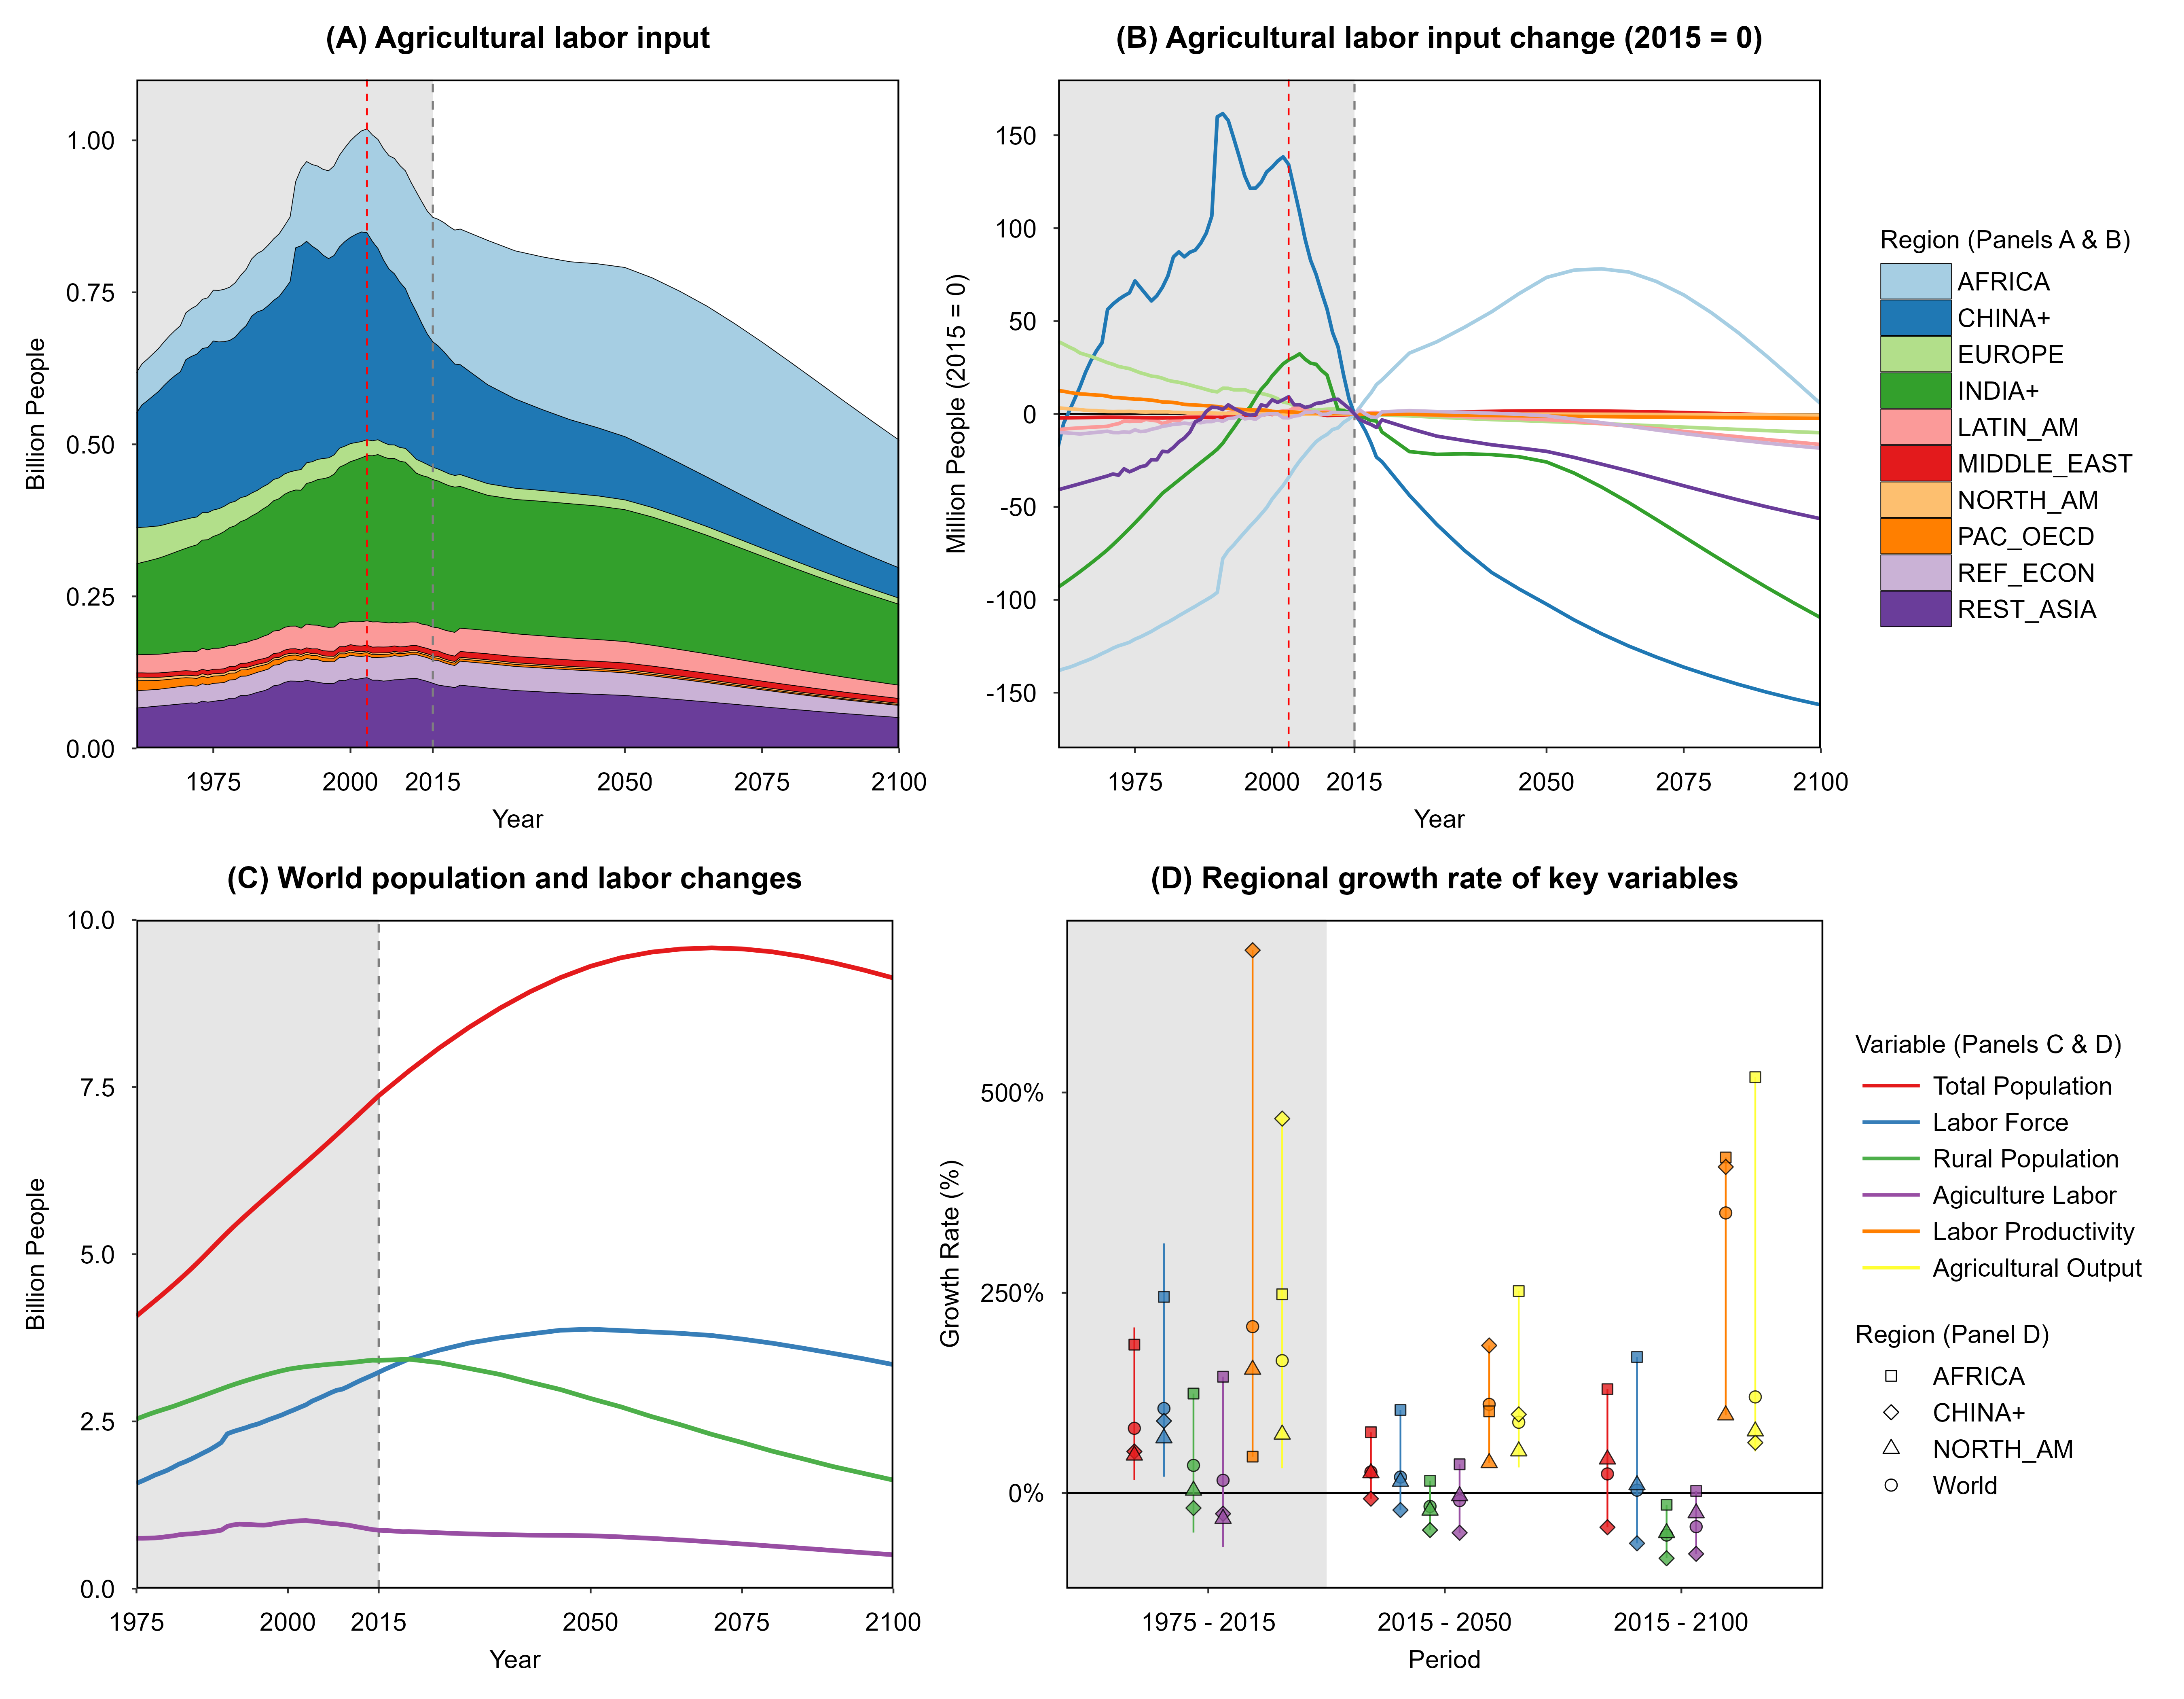 (A) Agricultural labor input
Billion People
1.00
0.75
0.50
0.25
0.00
1975 2000 2015 2050 2075 2100
Year
(B) Agricultural labor input change (2015 = 0)
Million People (2015 = 0)
150
100
50
0
-50
-100
-150
1975 2000 2015 2050 2075 2100
Year
Region (Panels A & B)
AFRICA
CHINA+
EUROPE
INDIA+
LATIN_AM
MIDDLE_EAST
NORTH_AM
PAC_OECD
REF_ECON
REST_ASIA
(C) World population and labor changes
Billion People
10.0
7.5
5.0
2.5
0.0
1975 2000 2015 2050 2075 2100
Year
(D) Regional growth rate of key variables
Growth Rate (%)
500%
250%
0%
1975 - 2015 2015 - 2050 2015 - 2100
Period
Variable (Panels C & D)
Total Population
Labor Force
Rural Population
Agiculture Labor
Labor Productivity
Agricultural Output
Region (Panel D)
AFRICA
CHINA+
NORTH_AM
World